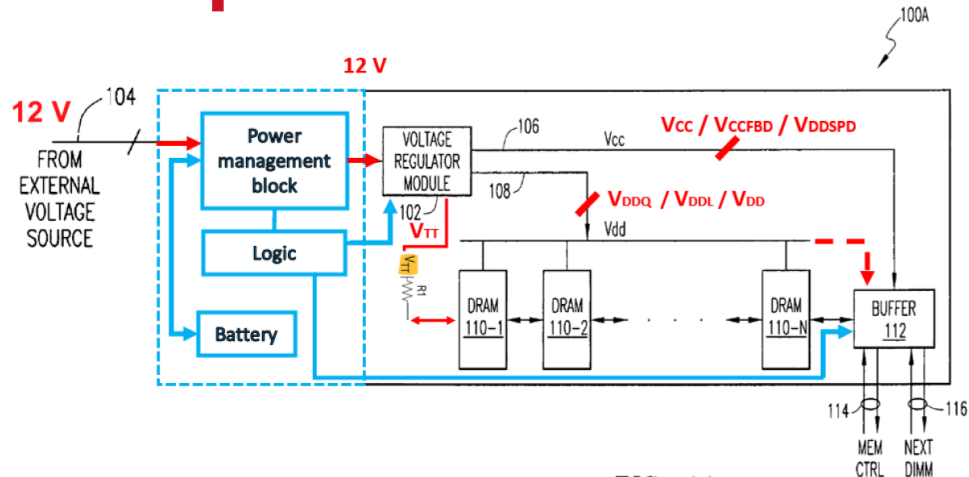 100A
12 V
12 V
104
FROM
EXTERNAL
VOLTAGE
SOURCE
Power
management
block
Logic
Battery
VOLTAGE
REGULATOR
MODULE
102
106
Vcc
VCC / VCCFBD / VDDSPD
108
VDDQ / VDDL / VDD
Vdd
VTT
VTT
R1
DRAM
110-1
DRAM
110-2
. . . .
DRAM
110-N
BUFFER
112
114
116
MEM
CTRL
NEXT
DIMM